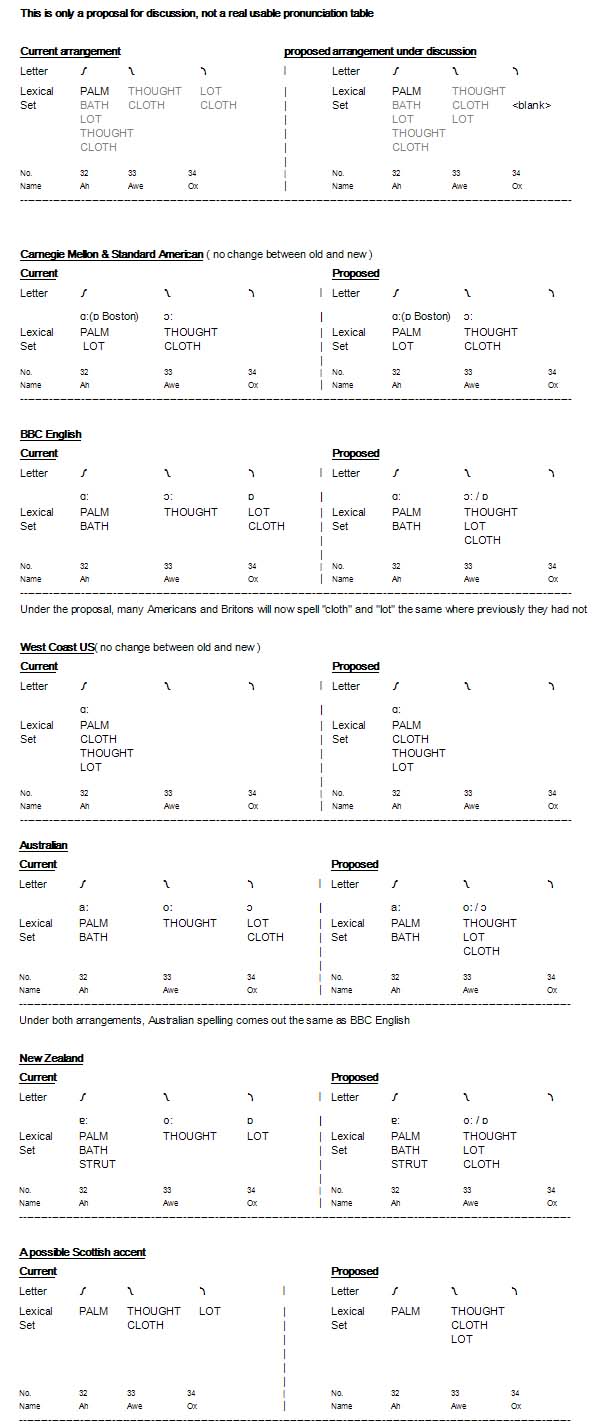 This is only a proposal for discussion, not a real usable pronunciation table
Current arrangement proposed arrangement under discussion
Letter 𐑭 𐑷 𐑪 | Letter 𐑭 𐑷 𐑪
Lexical PALM THOUGHT LOT | Lexical PALM THOUGHT
Set BATH CLOTH CLOTH | Set BATH CLOTH <blank>
LOT | LOT LOT
THOUGHT | THOUGHT
CLOTH | CLOTH
No. 32 33 34 | No. 32 33 34
Name Ah Awe Ox | Name Ah Awe Ox
Carnegie Mellon & Standard American ( no change between old and new )
Current Proposed
Letter 𐑭 𐑷 𐑪 | Letter 𐑭 𐑷 𐑪
ɑ:(ɒ Boston) ɔ: | ɑ:(ɒ Boston) ɔ:
Lexical PALM THOUGHT | Lexical PALM THOUGHT
Set LOT CLOTH | Set LOT CLOTH
No. 32 33 34 | No. 32 33 34
Name Ah Awe Ox | Name Ah Awe Ox
BBC English
Current Proposed
Letter 𐑭 𐑷 𐑪 | Letter 𐑭 𐑷 𐑪
ɑ: ɔ: ɒ | ɑ: ɔ: / ɒ
Lexical PALM THOUGHT LOT | Lexical PALM THOUGHT
Set BATH CLOTH | Set BATH LOT
| CLOTH
No. 32 33 34 | No. 32 33 34
Name Ah Awe Ox | Name Ah Awe Ox
Under the proposal, many Americans and Britons will now spell "cloth" and "lot" the same where previously they had not
West Coast US( no change between old and new )
Current Proposed
Letter 𐑭 𐑷 𐑪 | Letter 𐑭 𐑷 𐑪
ɑ: | ɑ:
Lexical PALM | Lexical PALM
Set CLOTH | Set CLOTH
THOUGHT | THOUGHT
LOT | LOT
No. 32 33 34 | No. 32 33 34
Name Ah Awe Ox | Name Ah Awe Ox
Australian
Current Proposed
Letter 𐑭 𐑷 𐑪 | Letter 𐑭 𐑷 𐑪
a: o: ɔ | a: o: / ɔ
Lexical PALM THOUGHT LOT | Lexical PALM THOUGHT
Set BATH CLOTH | Set BATH LOT
| CLOTH
No. 32 33 34 | No. 32 33 34
Name Ah Awe Ox | Name Ah Awe Ox
Under both arrangements, Australian spelling comes out the same as BBC English
New Zealand
Current Proposed
Letter 𐑭 𐑷 𐑪 | Letter 𐑭 𐑷 𐑪
ɐ: o: ɒ | ɐ: o: / ɒ
Lexical PALM THOUGHT LOT | Lexical PALM THOUGHT
Set BATH | Set BATH LOT
STRUT | STRUT CLOTH
No. 32 33 34 | No. 32 33 34
Name Ah Awe Ox | Name Ah Awe Ox
A possible Scottish accent
Current Proposed
Letter 𐑭 𐑷 𐑪 | Letter 𐑭 𐑷 𐑪
Lexical PALM THOUGHT LOT | Lexical PALM THOUGHT
Set CLOTH | Set CLOTH
| LOT
No. 32 33 34 | No. 32 33 34
Name Ah Awe Ox | Name Ah Awe Ox